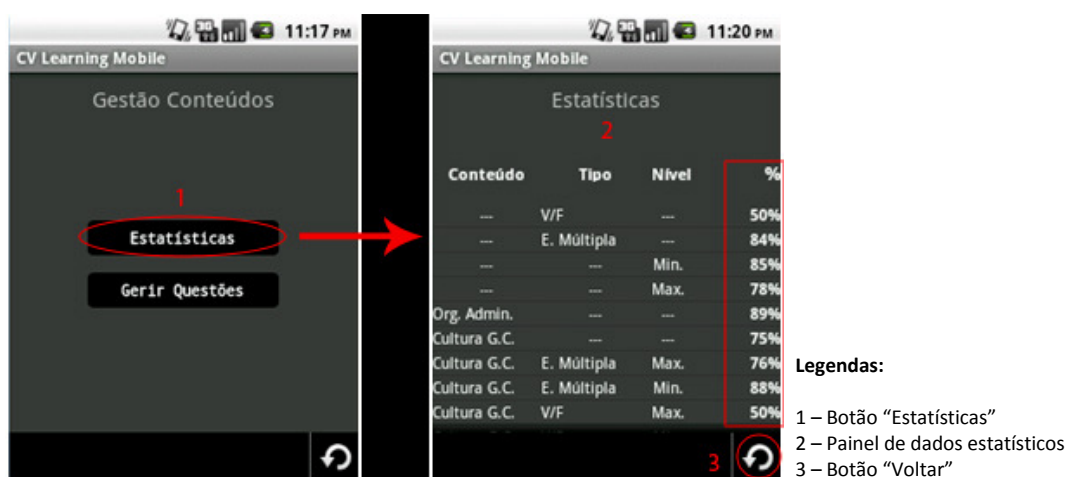 3G 11:17 PM
CV Learning Mobile
Gestão Conteúdos
1
Estatísticas
Gerir Questões
3G 11:20 PM
CV Learning Mobile
Estatísticas
2
Conteúdo Tipo Nível %
--- V/F --- 50%
--- E. Múltipla --- 84%
--- --- Min. 85%
--- --- Max. 78%
Org. Admin. --- --- 89%
Cultura G.C. --- --- 75%
Cultura G.C. E. Múltipla Max. 76%
Cultura G.C. E. Múltipla Min. 88%
Cultura G.C. V/F Max. 50%
3
Legendas:
1 – Botão “Estatísticas”
2 – Painel de dados estatísticos
3 – Botão “Voltar”